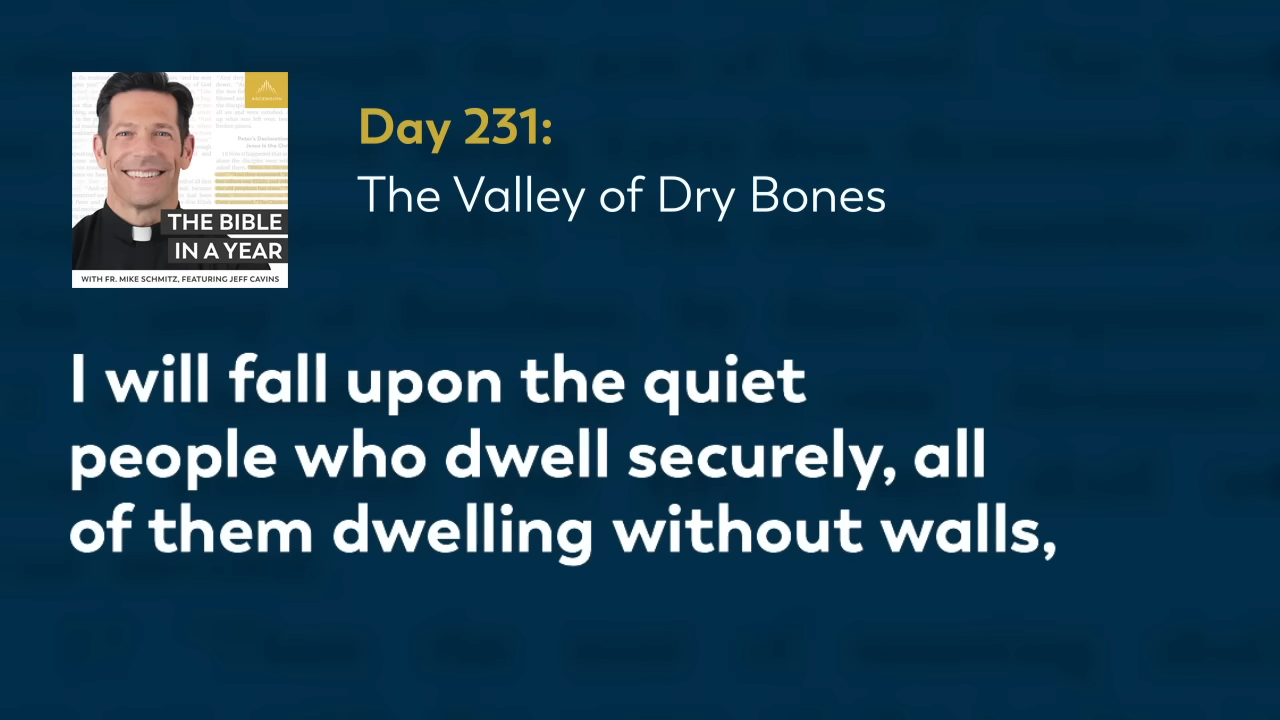 Day 231:
The Valley of Dry Bones
ASCENSION
THE BIBLE
IN A YEAR
WITH FR. MIKE SCHMITZ, FEATURING JEFF CAVINS
I will fall upon the quiet
people who dwell securely, all
of them dwelling without walls,